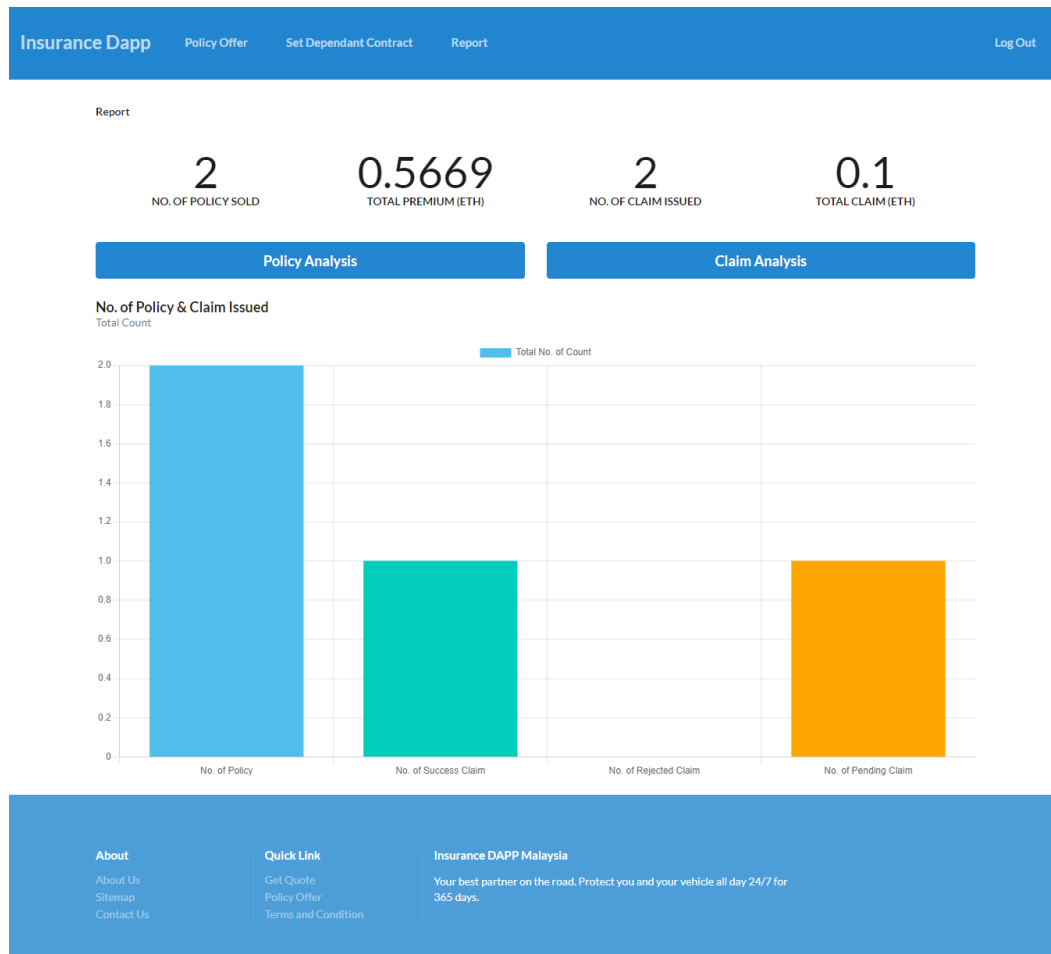 Insurance Dapp Policy Offer Set Dependant Contract Report Log Out
Report
2 0.5669 2 0.1
NO. OF POLICY SOLD TOTAL PREMIUM (ETH) NO. OF CLAIM ISSUED TOTAL CLAIM (ETH)
Policy Analysis Claim Analysis
No. of Policy & Claim Issued
Total Count
Total No. of Count
2.0
1.8
1.6
1.4
1.2
1.0
0.8
0.6
0.4
0.2
0
No. of Policy No. of Success Claim No. of Rejected Claim No. of Pending Claim
About
About Us
Sitemap
Contact Us
Quick Link
Get Quote
Policy Offer
Terms and Condition
Insurance DAPP Malaysia
Your best partner on the road. Protect you and your vehicle all day 24/7 for
365 days.